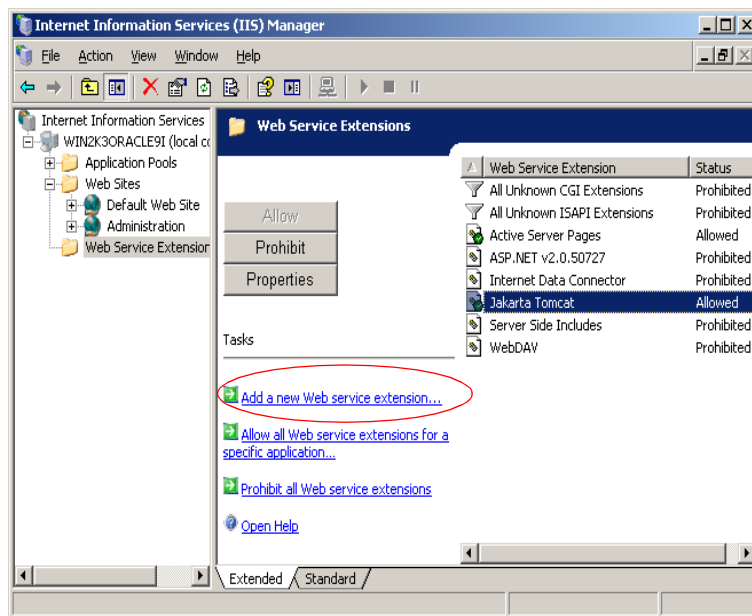 Internet Information Services (IIS) Manager
File Action View Window Help
Internet Information Services
WIN2K3ORACLE9I (local co
Application Pools
Web Sites
Default Web Site
Administration
Web Service Extension
Web Service Extensions
Allow
Prohibit
Properties
Tasks
Add a new Web service extension...
Allow all Web service extensions for a
specific application...
Prohibit all Web service extensions
Open Help
Web Service Extension Status
All Unknown CGI Extensions Prohibited
All Unknown ISAPI Extensions Prohibited
Active Server Pages Allowed
ASP.NET v2.0.50727 Prohibited
Internet Data Connector Prohibited
Jakarta Tomcat Allowed
Server Side Includes Prohibited
WebDAV Prohibited
Extended Standard